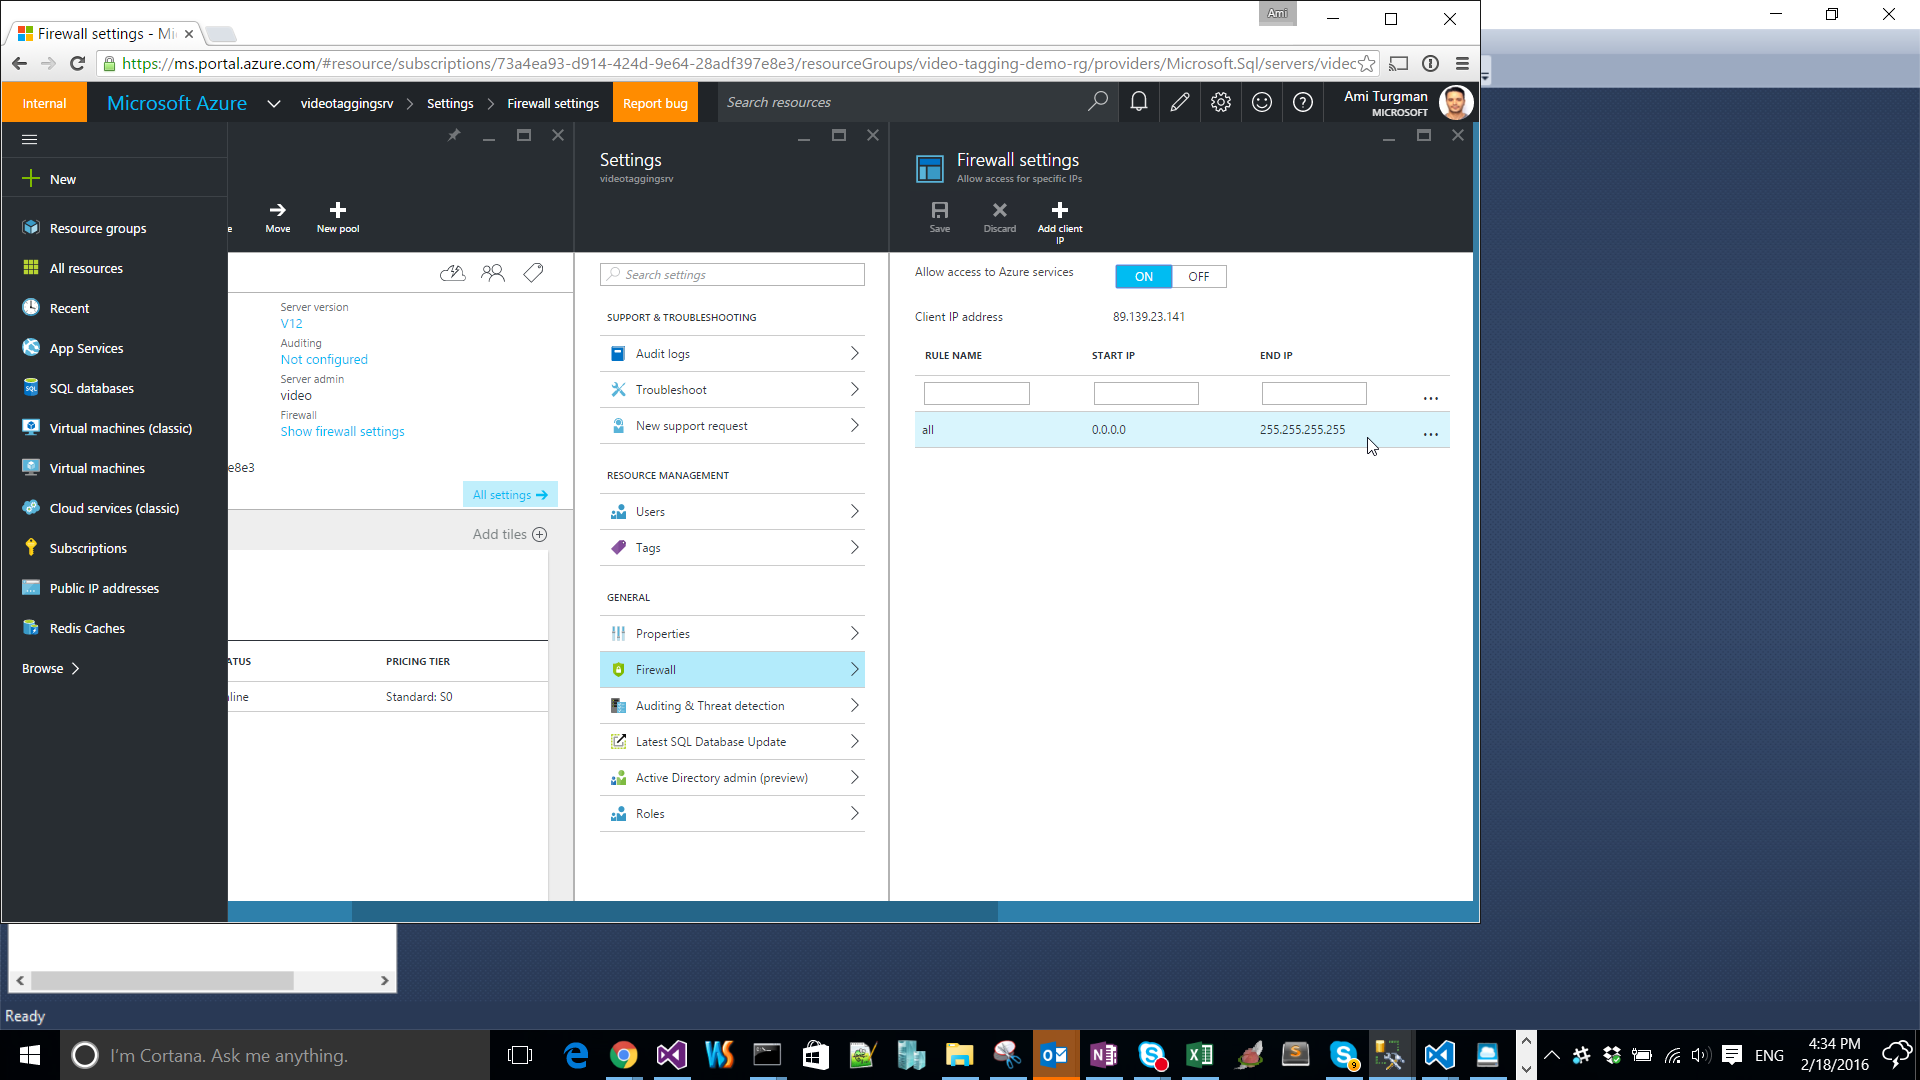 Ami
Firewall settings - Mi
https://ms.portal.azure.com/#resource/subscriptions/73a4ea93-d914-424d-9e64-28adf397e8e3/resourceGroups/video-tagging-demo-rg/providers/Microsoft.Sql/servers/videc
Internal
Microsoft Azure
videotaggingsrv
Settings
Firewall settings
Report bug
Search resources
Ami Turgman
MICROSOFT
New
Resource groups
All resources
Recent
App Services
SQL databases
Virtual machines (classic)
Virtual machines
Cloud services (classic)
Subscriptions
Public IP addresses
Redis Caches
Browse
e
Move
New pool
Server version
V12
Auditing
Not configured
Server admin
video
Firewall
Show firewall settings
e8e3
All settings
Add tiles
ATUS
PRICING TIER
line
Standard: S0
Settings
videotaggingsrv
Search settings
SUPPORT & TROUBLESHOOTING
Audit logs
Troubleshoot
New support request
RESOURCE MANAGEMENT
Users
Tags
GENERAL
Properties
Firewall
Auditing & Threat detection
Latest SQL Database Update
Active Directory admin (preview)
Roles
Firewall settings
Allow access for specific IPs
Save
Discard
Add client
IP
Allow access to Azure services
ON
OFF
Client IP address
89.139.23.141
RULE NAME
START IP
END IP
...
all
0.0.0.0
255.255.255.255
...
Ready
I'm Cortana. Ask me anything.
9
ENG
4:34 PM
2/18/2016